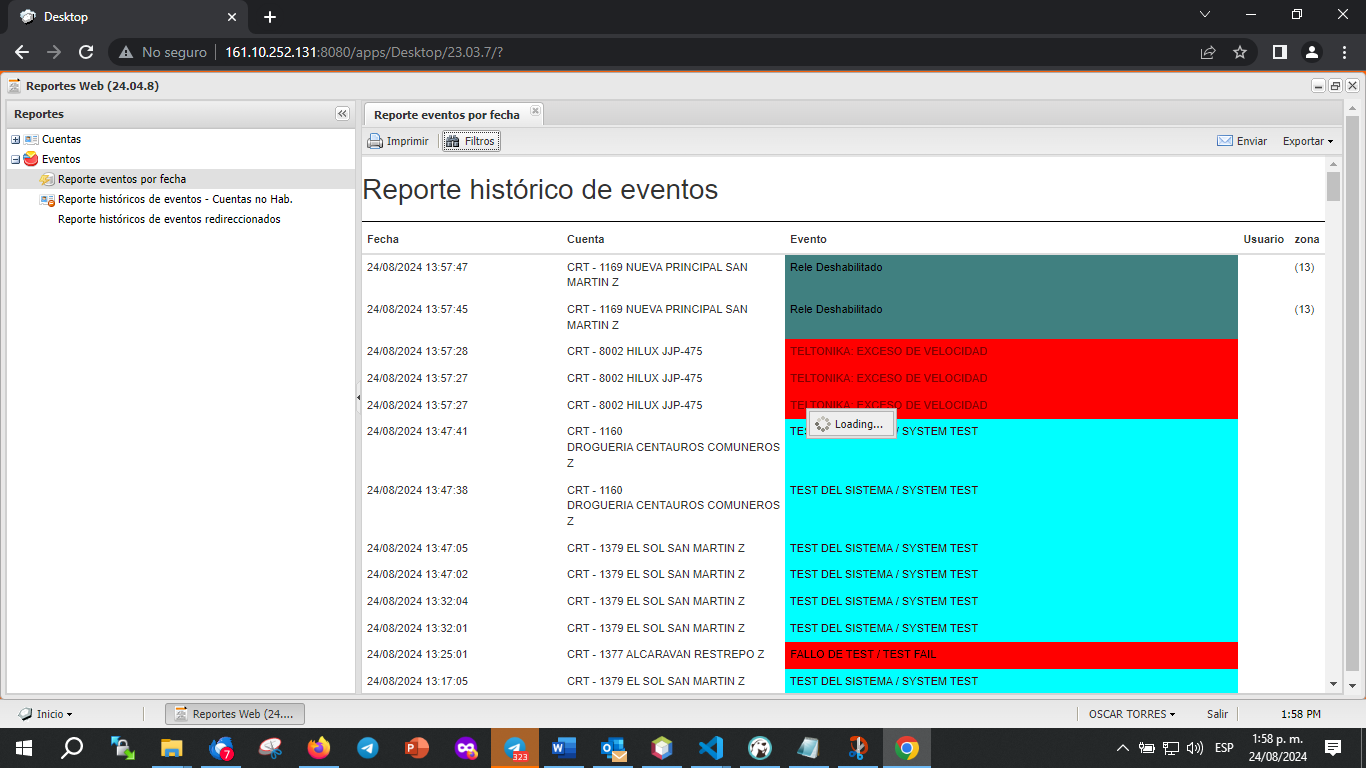 Desktop
No seguro
161.10.252.131:8080/apps/Desktop/23.03.7/?
Reportes Web (24.04.8)
Reportes
Cuentas
Eventos
Reporte eventos por fecha
Reporte históricos de eventos - Cuentas no Hab.
Reporte históricos de eventos redireccionados
Reporte eventos por fecha
Imprimir Filtros Enviar Exportar
Reporte histórico de eventos
Fecha Cuenta Evento Usuario zona
24/08/2024 13:57:47 CRT - 1169 NUEVA PRINCIPAL SAN Rele Deshabilitado (13)
MARTIN Z
24/08/2024 13:57:45 CRT - 1169 NUEVA PRINCIPAL SAN Rele Deshabilitado (13)
MARTIN Z
24/08/2024 13:57:28 CRT - 8002 HILUX JJP-475 TELTONIKA: EXCESO DE VELOCIDAD
24/08/2024 13:57:27 CRT - 8002 HILUX JJP-475 TELTONIKA: EXCESO DE VELOCIDAD
24/08/2024 13:57:27 CRT - 8002 HILUX JJP-475 TELTONIKA: EXCESO DE VELOCIDAD
Loading...
24/08/2024 13:47:41 CRT - 1160 / SYSTEM TEST
DROGUERIA CENTAUROS COMUNEROS
Z
24/08/2024 13:47:38 CRT - 1160 TEST DEL SISTEMA / SYSTEM TEST
DROGUERIA CENTAUROS COMUNEROS
Z
24/08/2024 13:47:05 CRT - 1379 EL SOL SAN MARTIN Z TEST DEL SISTEMA / SYSTEM TEST
24/08/2024 13:47:02 CRT - 1379 EL SOL SAN MARTIN Z TEST DEL SISTEMA / SYSTEM TEST
24/08/2024 13:32:04 CRT - 1379 EL SOL SAN MARTIN Z TEST DEL SISTEMA / SYSTEM TEST
24/08/2024 13:32:01 CRT - 1379 EL SOL SAN MARTIN Z TEST DEL SISTEMA / SYSTEM TEST
24/08/2024 13:25:01 CRT - 1377 ALCARAVAN RESTREPO Z FALLO DE TEST / TEST FAIL
24/08/2024 13:17:05 CRT - 1379 EL SOL SAN MARTIN Z TEST DEL SISTEMA / SYSTEM TEST
Inicio Reportes Web (24.... OSCAR TORRES Salir 1:58 PM
7 323 ESP 1:58 p. m.
24/08/2024